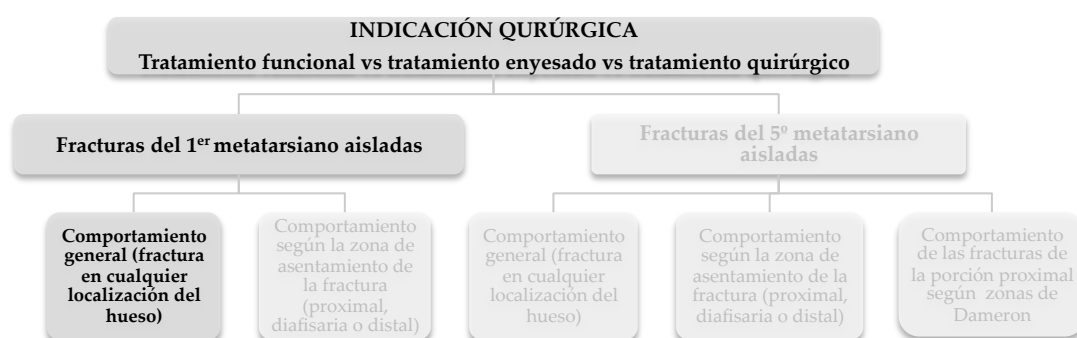 INDICACIÓN QURÚRGICA
Tratamiento funcional vs tratamiento enyesado vs tratamiento quirúrgico
Fracturas del 1er metatarsiano aisladas
Fracturas del 5º metatarsiano
aisladas
Comportamiento
general (fractura
en cualquier
localización del
hueso)
Comportamiento
según la zona de
asentamiento de
la fractura
(proximal,
diafisaria o distal)
Comportamiento
general (fractura
en cualquier
localización del
hueso)
Comportamiento
según la zona de
asentamiento de la
fractura (proximal,
diafisaria o distal)
Comportamiento
de las fracturas de
la porción proximal
según zonas de
Dameron